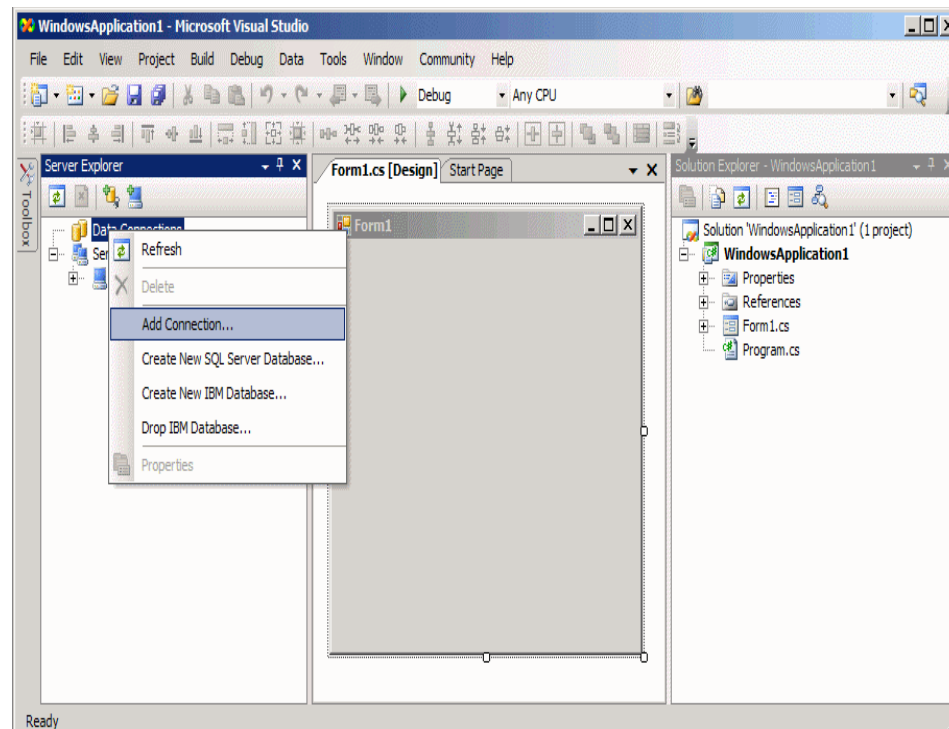 WindowsApplication1 - Microsoft Visual Studio
File Edit View Project Build Debug Data Tools Window Community Help
Debug Any CPU
Toolbox
Server Explorer
Data Connections
Ser
Refresh
Delete
Add Connection...
Create New SQL Server Database...
Create New IBM Database...
Drop IBM Database...
Properties
Form1.cs [Design] Start Page
Form1
Solution Explorer - WindowsApplication1
Solution 'WindowsApplication1' (1 project)
WindowsApplication1
Properties
References
Form1.cs
Program.cs
Ready